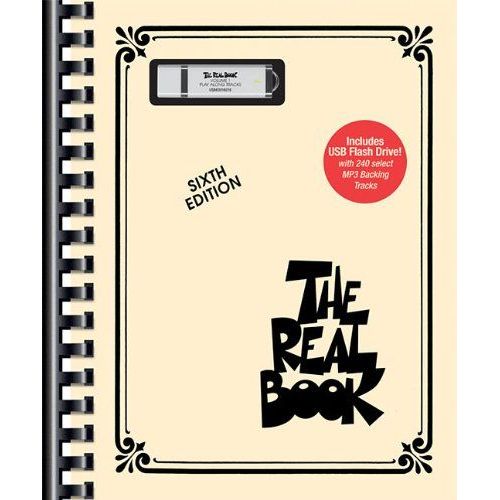 THE REAL BOOK
VOLUME 1
PLAY ALONG TRACKS
Includes
USB Flash Drive!
with 240 select
MP3 Backing
Tracks
SIXTH
EDITION
THE
REAL
BOOK